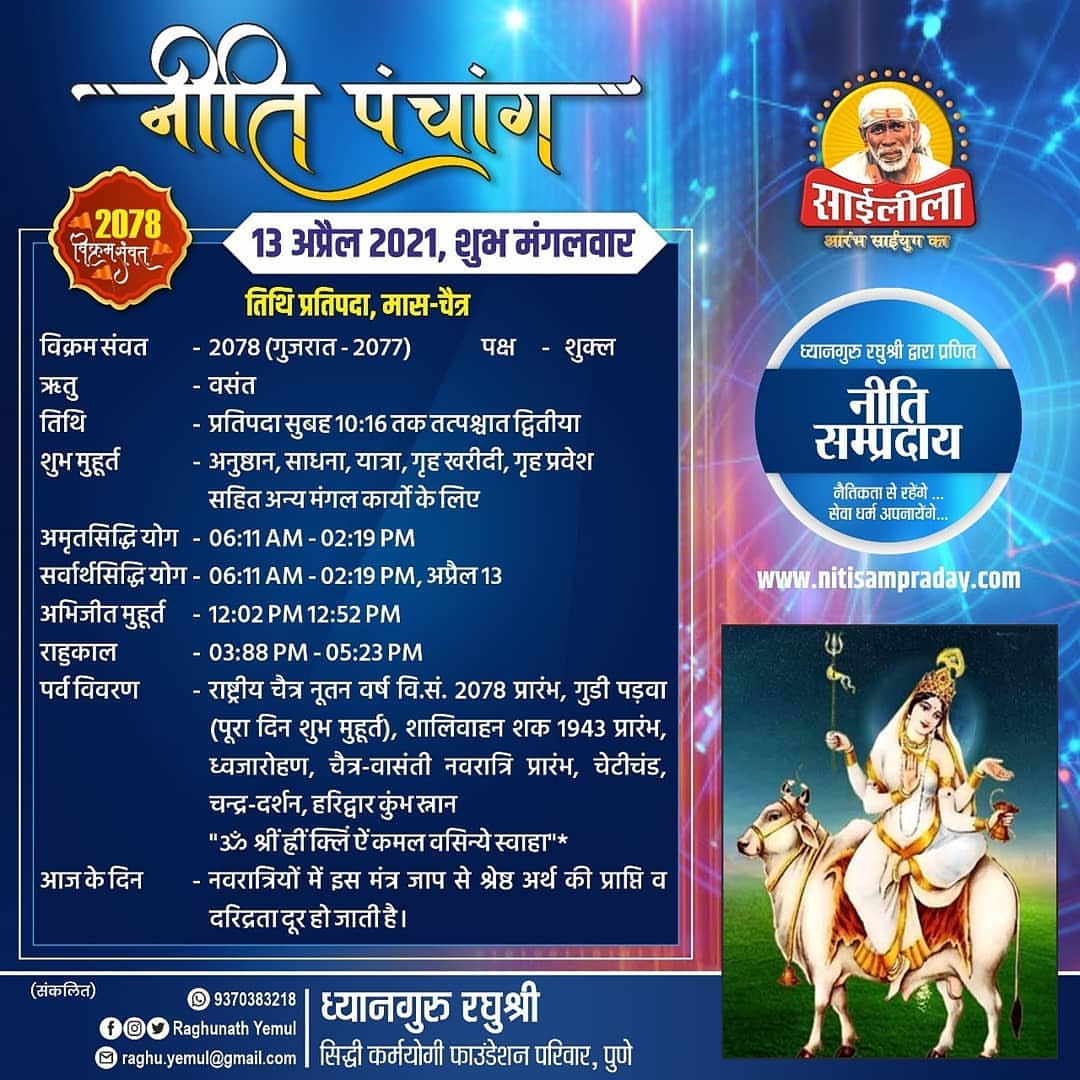 नीति पंचांग
साईलीला
आरंभ साईयुग का
2078
विक्रम संवत
13 अप्रैल 2021, शुभ मंगलवार
तिथि प्रतिपदा, मास-चैत्र
विक्रम संवत - 2078 (गुजरात - 2077) पक्ष - शुक्ल
ऋतु - वसंत
तिथि - प्रतिपदा सुबह 10:16 तक तत्पश्चात द्वितीया
शुभ मुहूर्त - अनुष्ठान, साधना, यात्रा, गृह खरीदी, गृह प्रवेश
सहित अन्य मंगल कार्यो के लिए
अमृतसिद्धि योग - 06:11 AM - 02:19 PM
सर्वार्थसिद्धि योग - 06:11 AM - 02:19 PM, अप्रैल 13
अभिजीत मुहूर्त - 12:02 PM 12:52 PM
राहुकाल - 03:88 PM - 05:23 PM
पर्व विवरण - राष्ट्रीय चैत्र नूतन वर्ष वि.सं. 2078 प्रारंभ, गुडी पड़वा
(पूरा दिन शुभ मुहूर्त), शालिवाहन शक 1943 प्रारंभ,
ध्वजारोहण, चैत्र-वासंती नवरात्रि प्रारंभ, चेटीचंड,
चन्द्र-दर्शन, हरिद्वार कुंभ स्नान
"ॐ श्रीं ह्रीं क्लिं ऐं कमल वसिन्ये स्वाहा"*
आज के दिन - नवरात्रियों में इस मंत्र जाप से श्रेष्ठ अर्थ की प्राप्ति व
दरिद्रता दूर हो जाती है।
ध्यानगुरु रघुश्री द्वारा प्रणित
नीति
सम्प्रदाय
नैतिकता से रहेंगे ...
सेवा धर्म अपनायेंगे...
www.nitisampraday.com
(संकलित)
9370383218
Raghunath Yemul
raghu.yemul@gmail.com
ध्यानगुरु रघुश्री
सिद्धी कर्मयोगी फाउंडेशन परिवार, पुणे